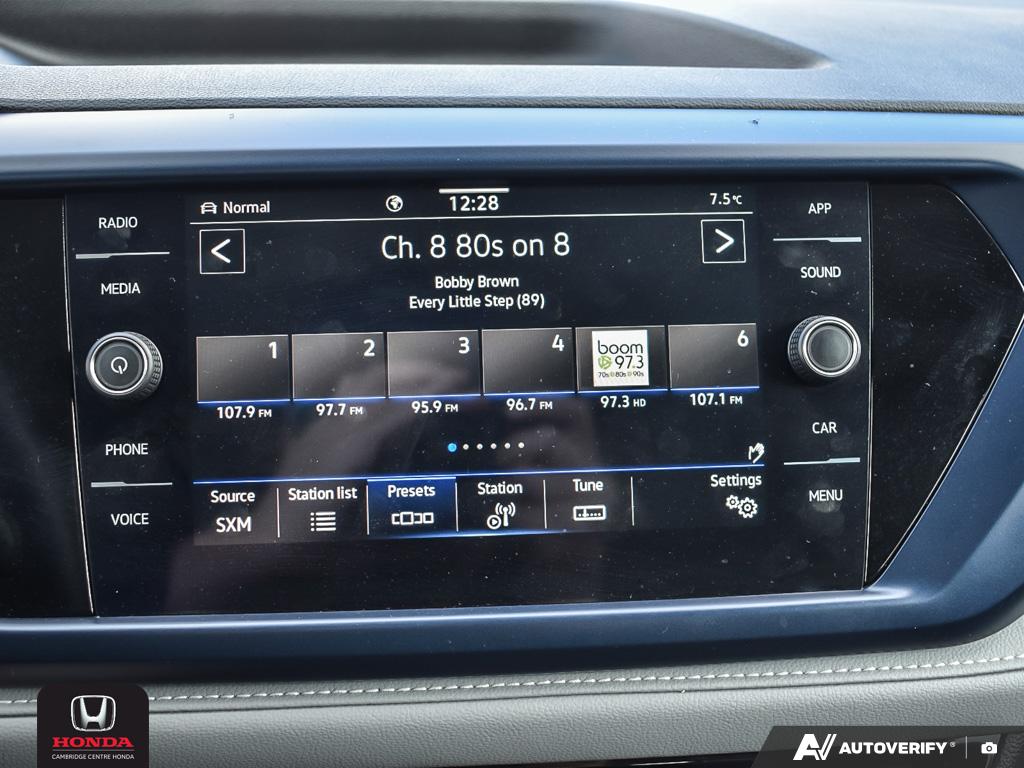 RADIO
MEDIA
PHONE
VOICE
Normal
12:28
7.5°C
<
Ch. 8 80s on 8
>
Bobby Brown
Every Little Step (89)
1
2
3
4
boom
97.3
70s 80s 90s
6
107.9 FM
97.7 FM
95.9 FM
96.7 FM
97.3 HD
107.1 FM
Source
SXM
Station list
Presets
Station
Tune
Settings
APP
SOUND
CAR
MENU
HONDA
CAMBRIDGE CENTRE HONDA
AUTOVERIFY®